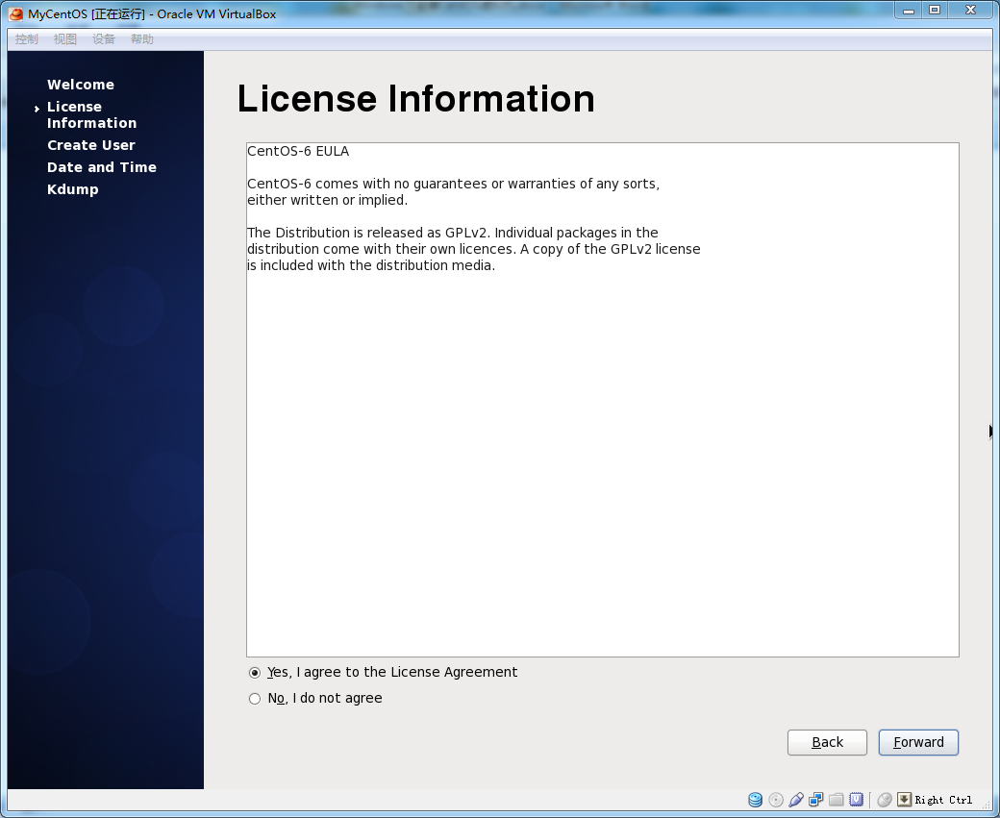 MyCentOS [正在运行] - Oracle VM VirtualBox
控制 视图 设备 帮助
Welcome
License
Information
Create User
Date and Time
Kdump
License Information
CentOS-6 EULA
CentOS-6 comes with no guarantees or warranties of any sorts,
either written or implied.
The Distribution is released as GPLv2. Individual packages in the
distribution come with their own licences. A copy of the GPLv2 license
is included with the distribution media.
Yes, I agree to the License Agreement
No, I do not agree
Back Forward
Right Ctrl